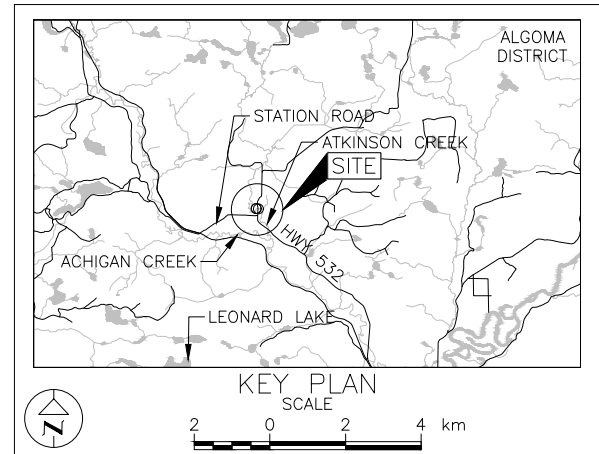 ALGOMA
DISTRICT
STATION ROAD
ATKINSON CREEK
SITE
HWY 532
ACHIGAN CREEK
LEONARD LAKE
KEY PLAN
SCALE
N
2 0 2 4 km